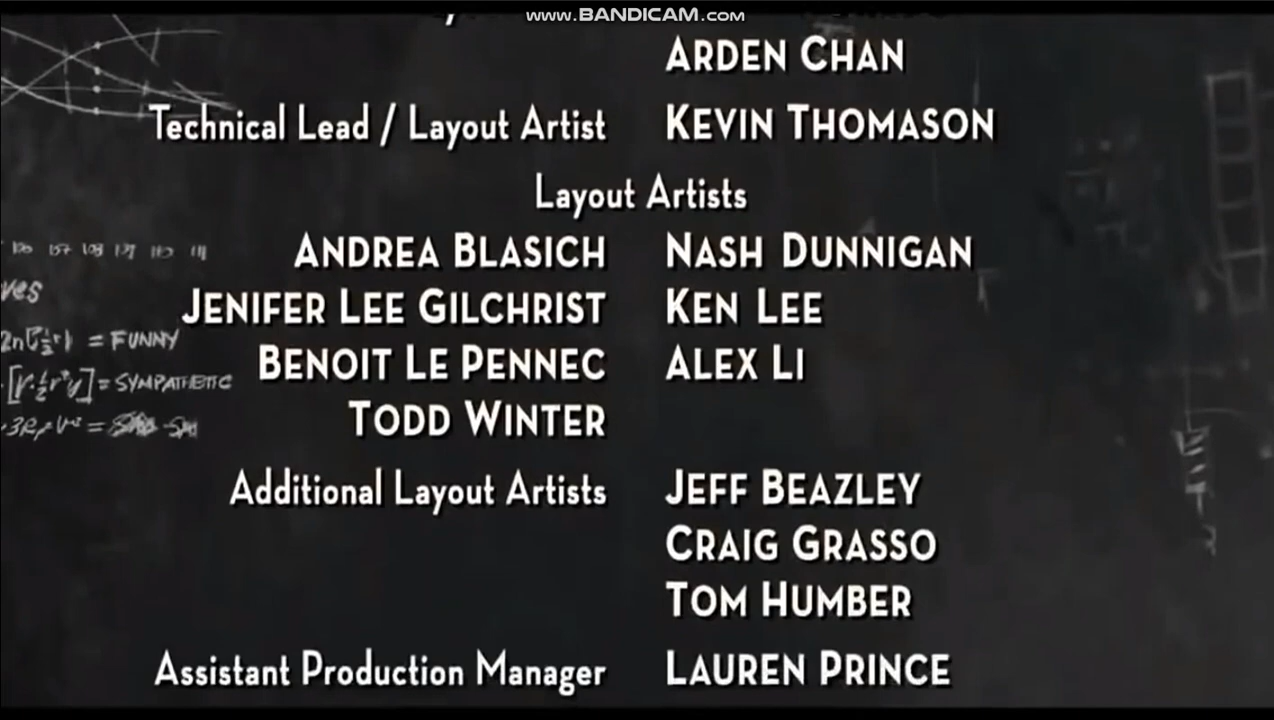 www.BANDICAM.com
ARDEN CHAN
Technical Lead / Layout Artist KEVIN THOMASON
Layout Artists
ANDREA BLASICH NASH DUNNIGAN
JENIFER LEE GILCHRIST KEN LEE
BENOIT LE PENNEC ALEX LI
TODD WINTER
Additional Layout Artists JEFF BEAZLEY
CRAIG GRASSO
TOM HUMBER
Assistant Production Manager LAUREN PRINCE
= FUNNY
= SYMPATHETIC